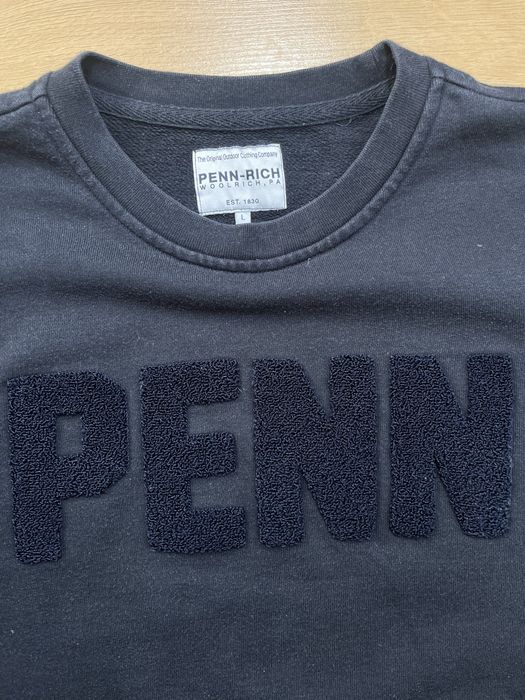 The Original Outdoor Clothing Company
PENN-RICH
WOOLRICH, PA
EST. 1830
L
PENN